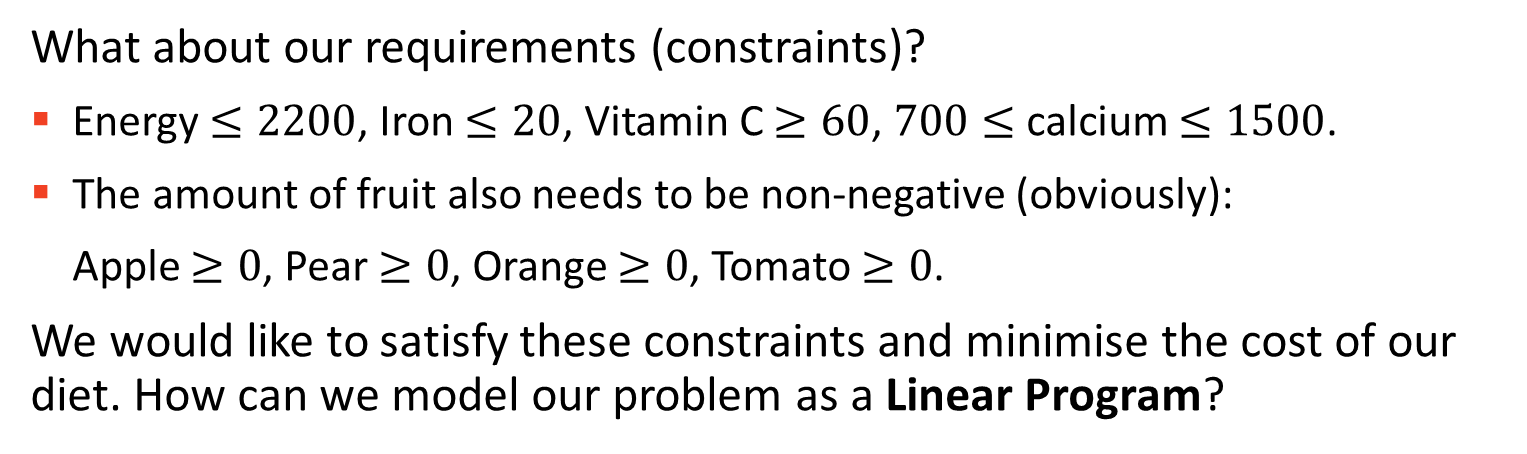 What about our requirements (constraints)?
▪ Energy ≤ 2200, Iron ≤ 20, Vitamin C ≥ 60, 700 ≤ calcium ≤ 1500.
▪ The amount of fruit also needs to be non-negative (obviously):
Apple ≥ 0, Pear ≥ 0, Orange ≥ 0, Tomato ≥ 0.
We would like to satisfy these constraints and minimise the cost of our
diet. How can we model our problem as a Linear Program?